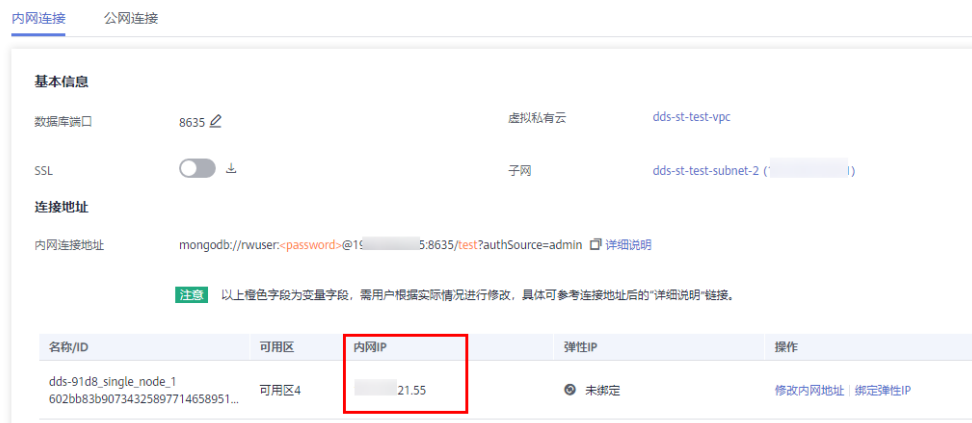 内网连接 公网连接
基本信息
数据库端口 8635 虚拟私有云 dds-st-test-vpc
SSL 子网 dds-st-test-subnet-2 ( )
连接地址
内网连接地址 mongodb://rwuser:<password>@19 5:8635/test?authSource=admin 详细说明
注意 以上橙色字段为变量字段，需用户根据实际情况进行修改，具体可参考连接地址后的“详细说明”链接。
名称/ID 可用区 内网IP 弹性IP 操作
dds-91d8_single_node_1
602bb83b90734325897714658951... 可用区4 21.55 未绑定 修改内网地址 | 绑定弹性IP